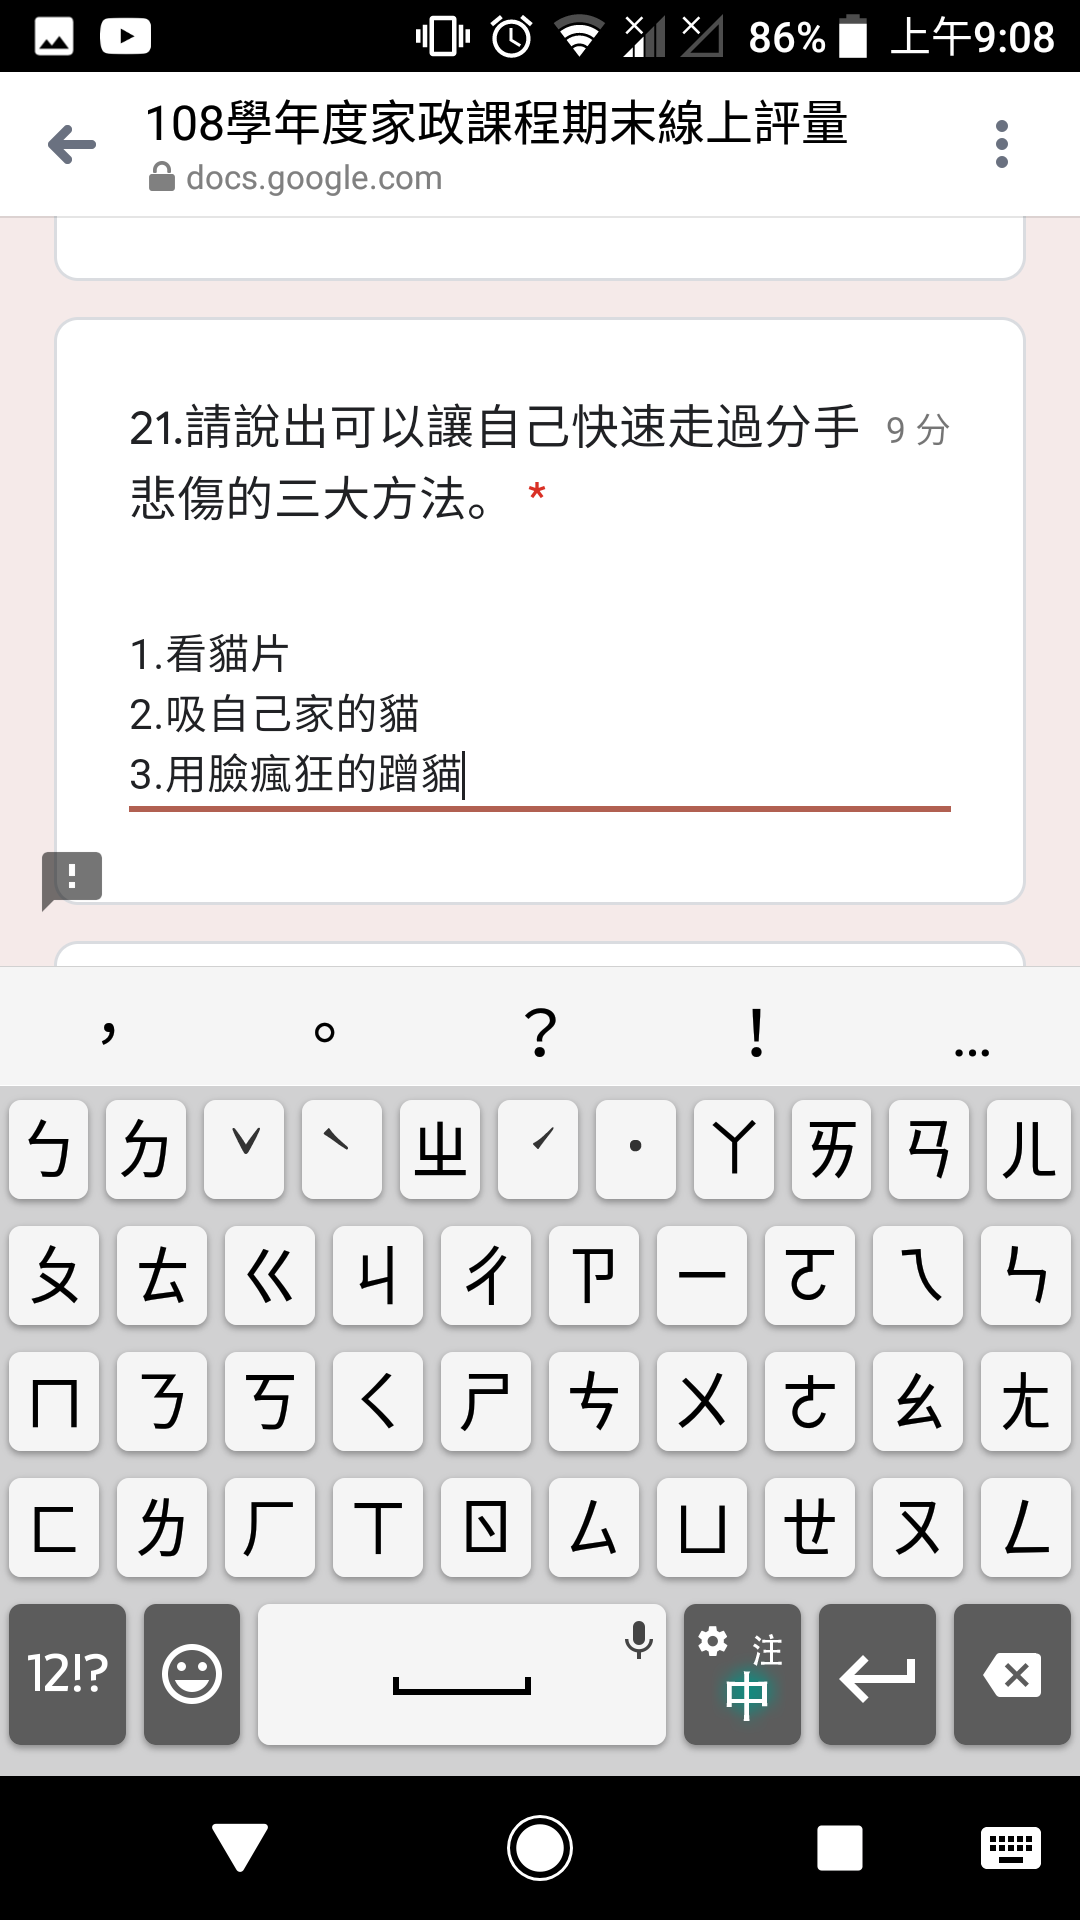 86% 上午9:08
108學年度家政課程期末線上評量
docs.google.com
21.請說出可以讓自己快速走過分手 9 分
悲傷的三大方法。 *
1.看貓片
2.吸自己家的貓
3.用臉瘋狂的蹭貓
， 。 ？ ！ …
ㄅ ㄉ ˇ ˋ ㄓ ˊ ˙ ㄚ ㄞ ㄢ ㄦ
ㄆ ㄊ ㄍ ㄐ ㄔ ㄗ ㄧ ㄛ ㄟ ㄣ
ㄇ ㄋ ㄎ ㄑ ㄕ ㄘ ㄨ ㄜ ㄠ ㄤ
ㄈ ㄌ ㄏ ㄒ ㄖ ㄙ ㄩ ㄝ ㄡ ㄥ
12!? 注
中